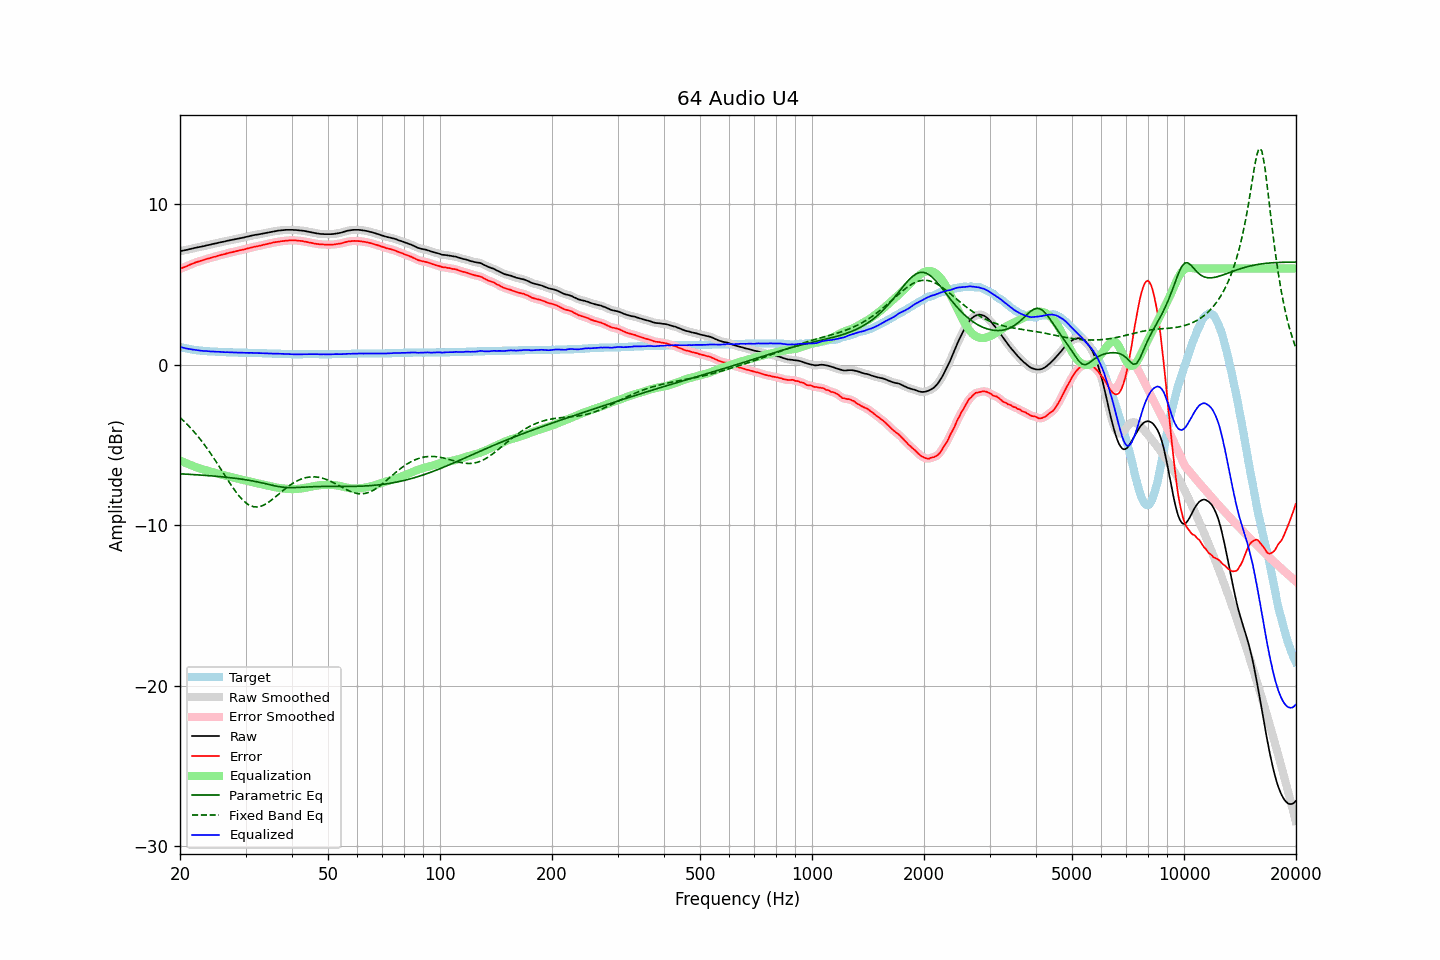 64 Audio U4
Amplitude (dBr)
10
0
−10
−20
−30
Target
Raw Smoothed
Error Smoothed
Raw
Error
Equalization
Parametric Eq
Fixed Band Eq
Equalized
20 50 100 200 500 1000 2000 5000 10000 20000
Frequency (Hz)